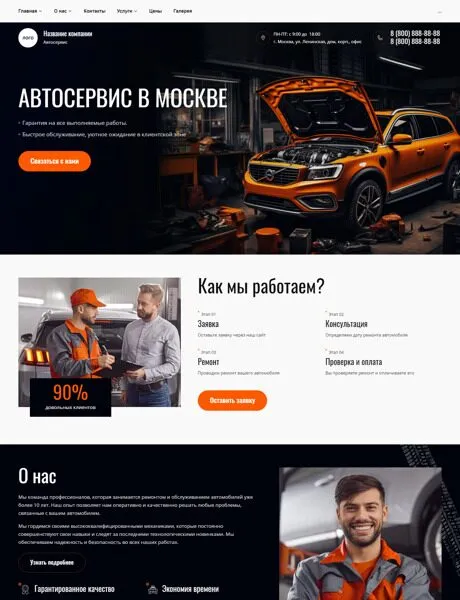 Главная
О нас
Контакты
Услуги
Цены
Галерея
...
ЛОГО
Название компании
Автосервис
ПН-ПТ: с 9:00 до 18:00
г. Москва, ул. Ленинская, дом, корп., офис
8 (800) 888-88-88
8 (800) 888-88-88
АВТОСЕРВИС В МОСКВЕ
• Гарантия на все выполняемые работы.
• Быстрое обслуживание, уютное ожидание в клиентской зоне
Связаться с нами
Как мы работаем?
Этап 01
Заявка
Оставьте заявку через наш сайт
Этап 02
Консультация
Определяем дату ремонта автомобиля
Этап 03
Ремонт
Проводим ремонт вашего автомобиля
Этап 04
Проверка и оплата
Вы проверяете ремонт и оплачиваете его
Оставить заявку
90%
довольных клиентов
О нас
Мы команда профессионалов, которая занимается ремонтом и обслуживанием автомобилей уже
более 10 лет. Наш опыт позволяет нам оперативно и качественно решать любые проблемы,
связанные с вашим автомобилем.
Мы гордимся своими высококвалифицированными механиками, которые постоянно
совершенствуют свои навыки и следят за последними технологическими новинками. Мы
обеспечиваем надежность и безопасность во всех наших работах.
Узнать подробнее
Гарантированное качество
Экономия времени